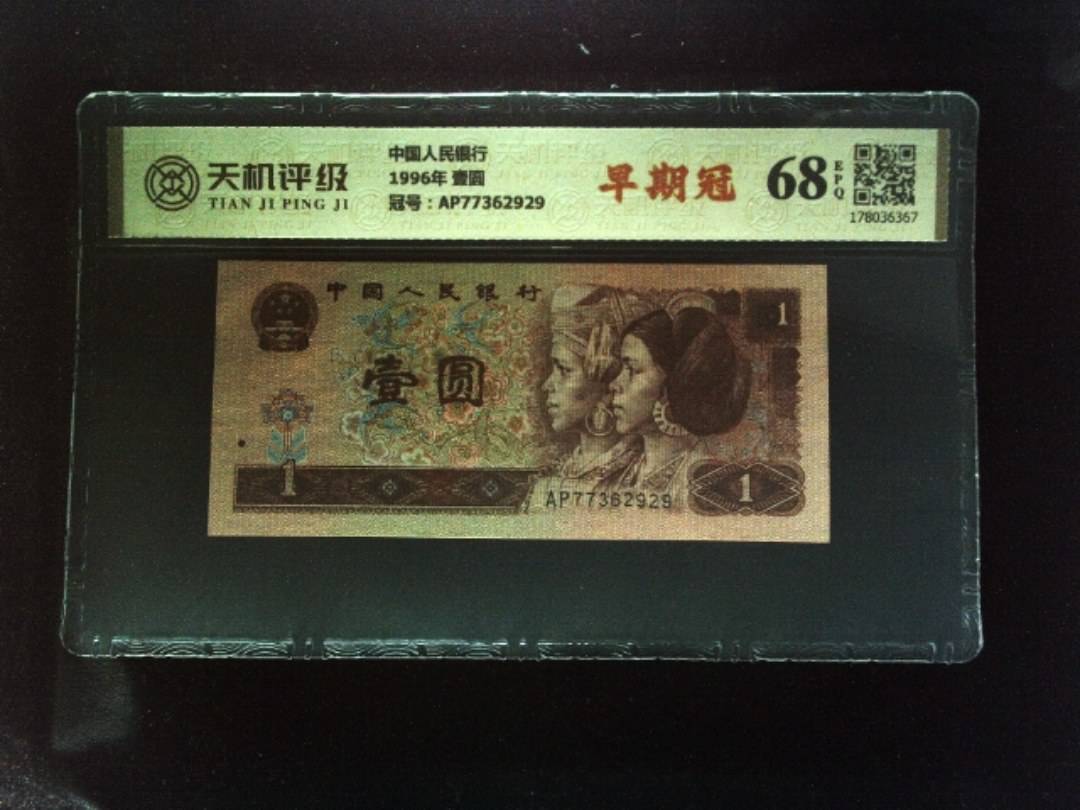 天机评级
TIAN JI PING JI
中国人民银行
1996年 壹圆
冠号：AP77362929
早期冠
68
EPQ
178036367
中国人民银行
壹圆
1
1
AP77362929
1